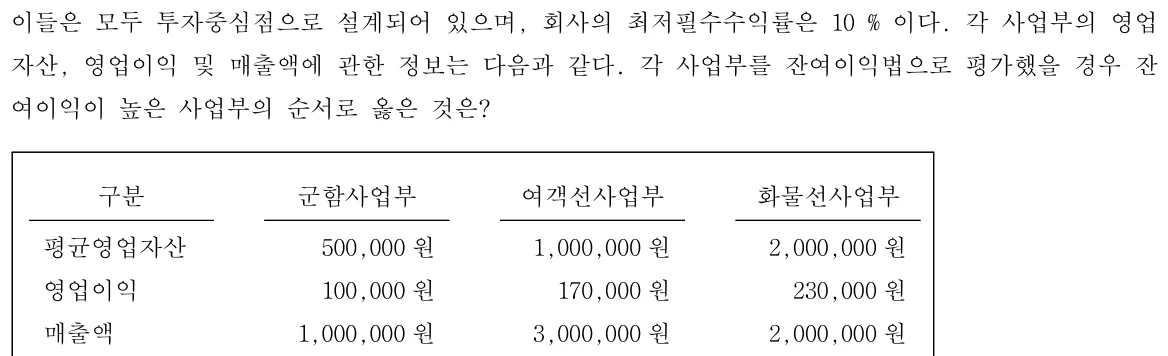 이들은 모두 투자중심점으로 설계되어 있으며, 회사의 최저필수수익률은 10 % 이다. 각 사업부의 영업
자산, 영업이익 및 매출액에 관한 정보는 다음과 같다. 각 사업부를 잔여이익법으로 평가했을 경우 잔
여이익이 높은 사업부의 순서로 옳은 것은?
구분 군함사업부 여객선사업부 화물선사업부
평균영업자산 500,000 원 1,000,000 원 2,000,000 원
영업이익 100,000 원 170,000 원 230,000 원
매출액 1,000,000 원 3,000,000 원 2,000,000 원